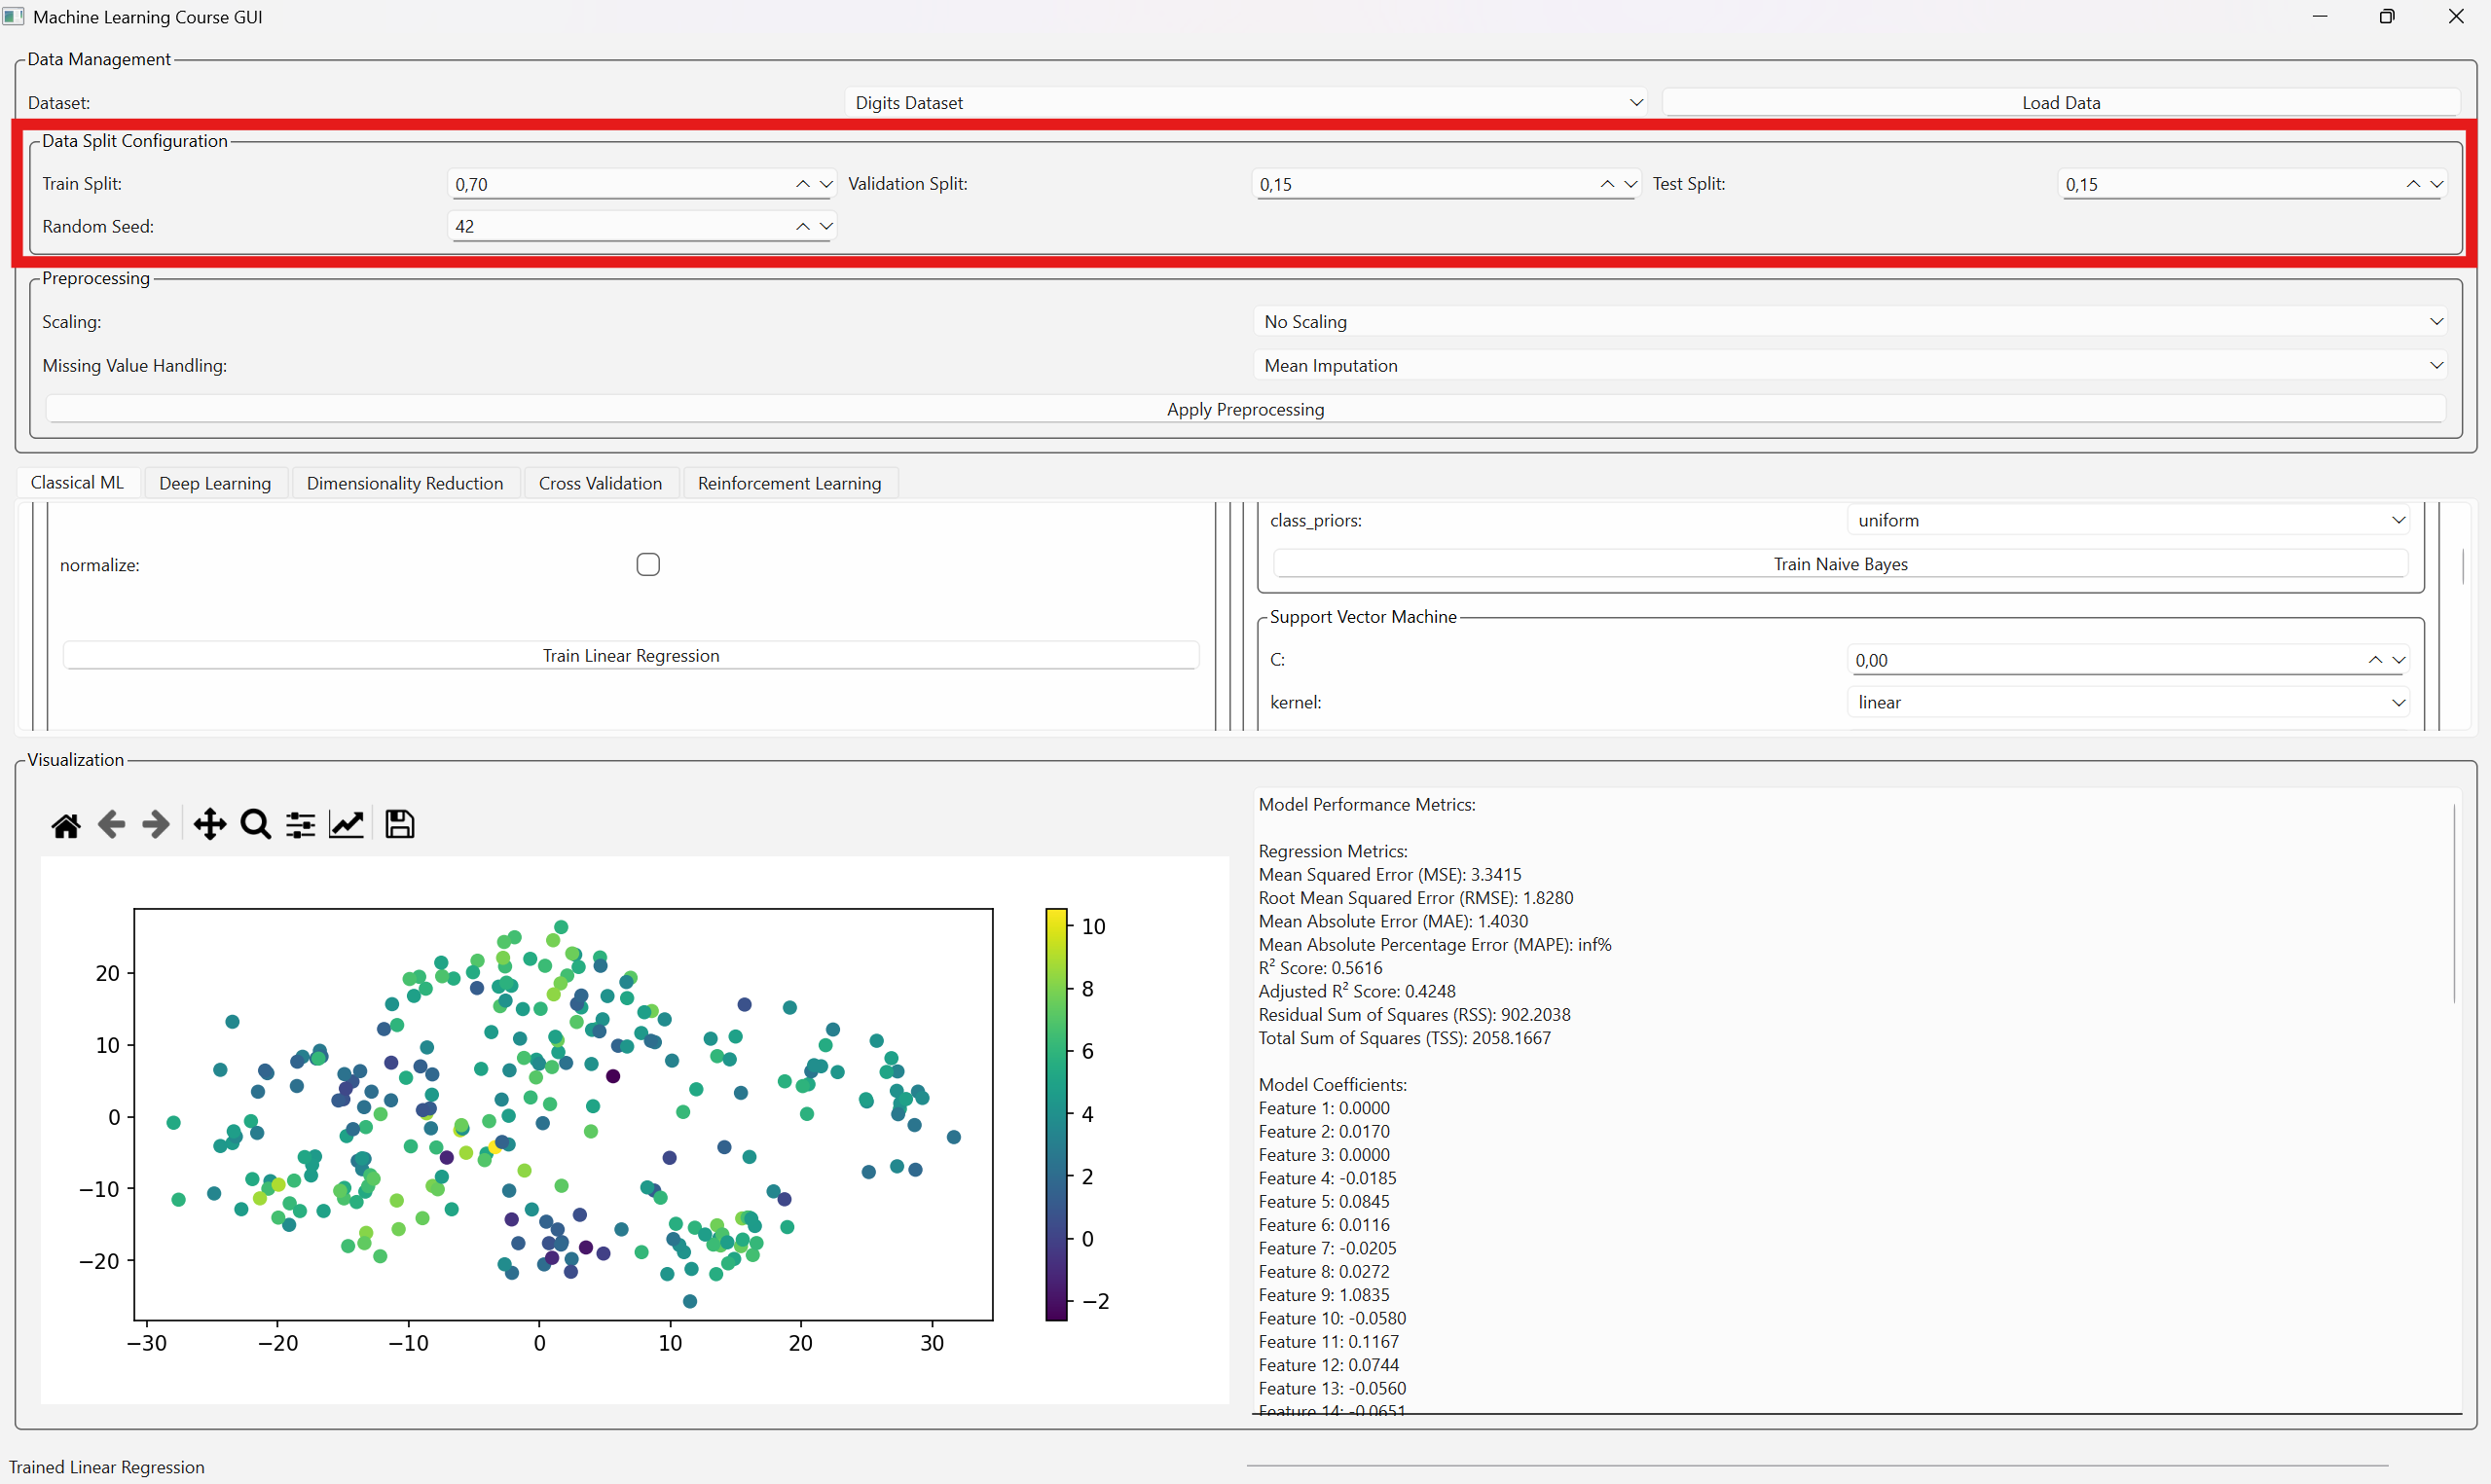 Machine Learning Course GUI
Data Management
Dataset: Digits Dataset Load Data
Data Split Configuration
Train Split: 0,70 Validation Split: 0,15 Test Split: 0,15
Random Seed: 42
Preprocessing
Scaling: No Scaling
Missing Value Handling: Mean Imputation
Apply Preprocessing
Classical ML Deep Learning Dimensionality Reduction Cross Validation Reinforcement Learning
normalize:
Train Linear Regression
class_priors: uniform
Train Naive Bayes
Support Vector Machine
C: 0,00
kernel: linear
Visualization
20
10
0
−10
−20
−30 −20 −10 0 10 20 30
10
8
6
4
2
0
−2
Model Performance Metrics:
Regression Metrics:
Mean Squared Error (MSE): 3.3415
Root Mean Squared Error (RMSE): 1.8280
Mean Absolute Error (MAE): 1.4030
Mean Absolute Percentage Error (MAPE): inf%
R² Score: 0.5616
Adjusted R² Score: 0.4248
Residual Sum of Squares (RSS): 902.2038
Total Sum of Squares (TSS): 2058.1667
Model Coefficients:
Feature 1: 0.0000
Feature 2: 0.0170
Feature 3: 0.0000
Feature 4: -0.0185
Feature 5: 0.0845
Feature 6: 0.0116
Feature 7: -0.0205
Feature 8: 0.0272
Feature 9: 1.0835
Feature 10: -0.0580
Feature 11: 0.1167
Feature 12: 0.0744
Feature 13: -0.0560
Feature 14: -0.0651
Trained Linear Regression